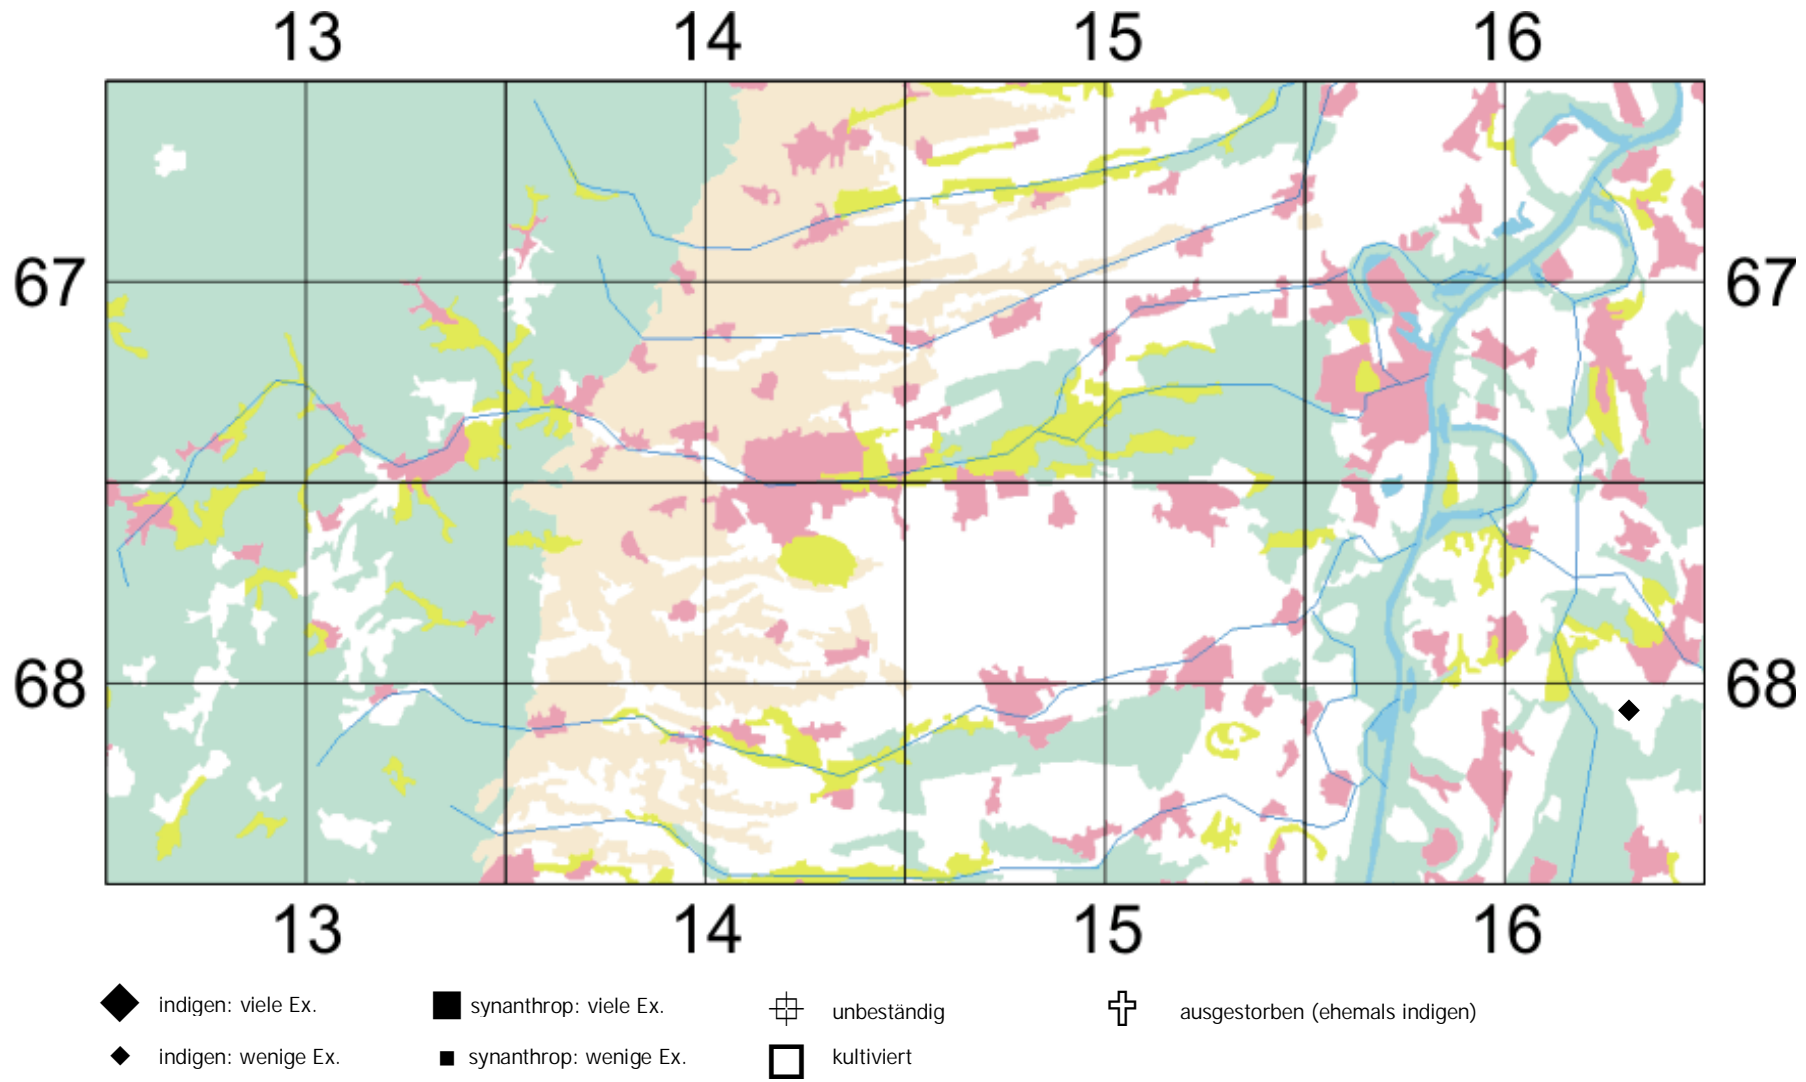 13 14 15 16
67 67
68 68
13 14 15 16
indigen: viele Ex. synanthrop: viele Ex. unbeständig ausgestorben (ehemals indigen)
indigen: wenige Ex. synanthrop: wenige Ex. kultiviert